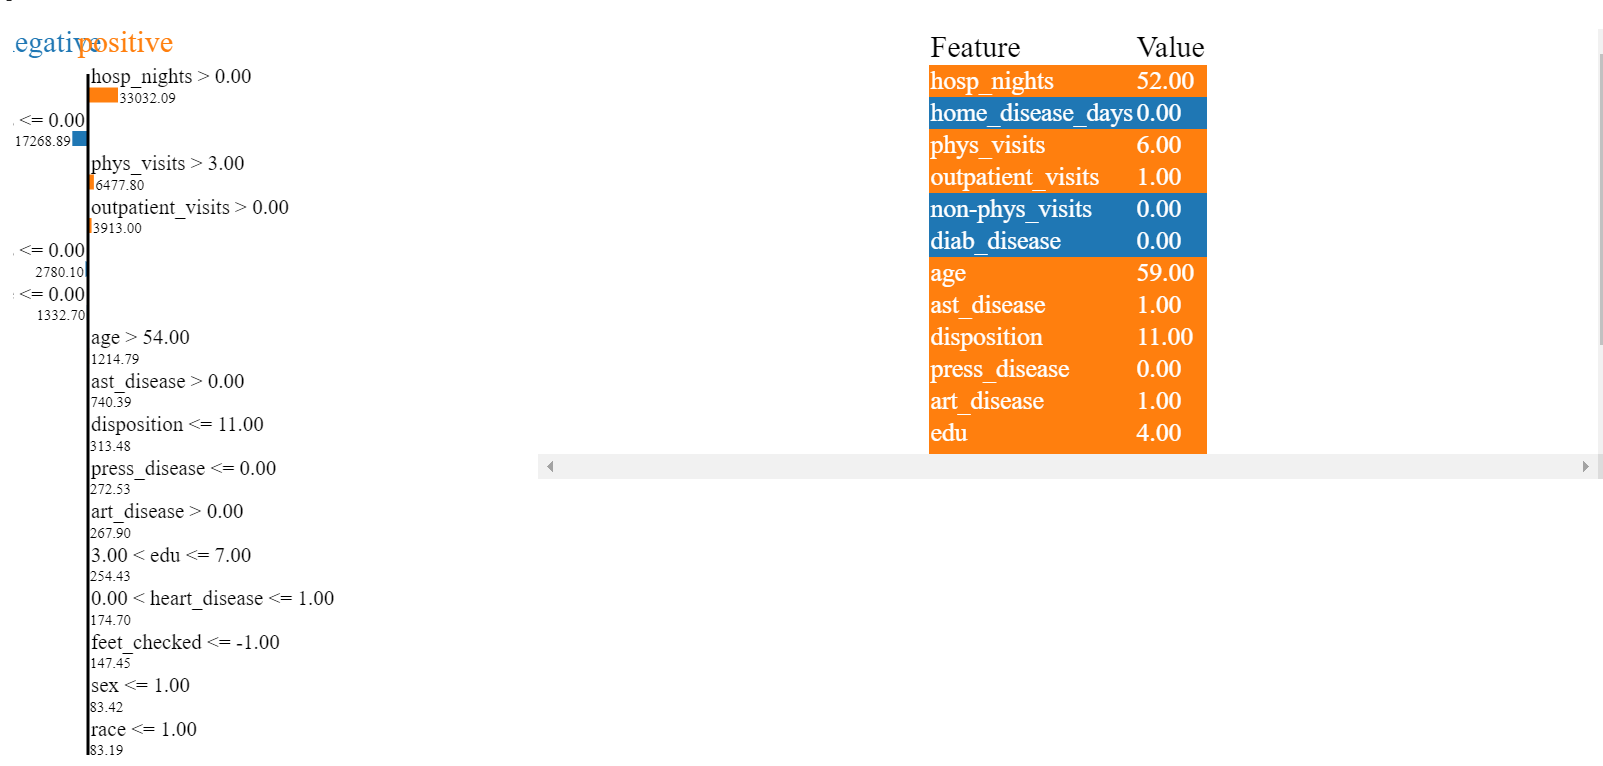 egative positive
hosp_nights > 0.00
33032.09
<= 0.00
17268.89
phys_visits > 3.00
6477.80
outpatient_visits > 0.00
3913.00
<= 0.00
2780.10
<= 0.00
1332.70
age > 54.00
1214.79
ast_disease > 0.00
740.39
disposition <= 11.00
313.48
press_disease <= 0.00
272.53
art_disease > 0.00
267.90
3.00 < edu <= 7.00
254.43
0.00 < heart_disease <= 1.00
174.70
feet_checked <= -1.00
147.45
sex <= 1.00
83.42
race <= 1.00
83.19
Feature Value
hosp_nights 52.00
home_disease_days 0.00
phys_visits 6.00
outpatient_visits 1.00
non-phys_visits 0.00
diab_disease 0.00
age 59.00
ast_disease 1.00
disposition 11.00
press_disease 0.00
art_disease 1.00
edu 4.00